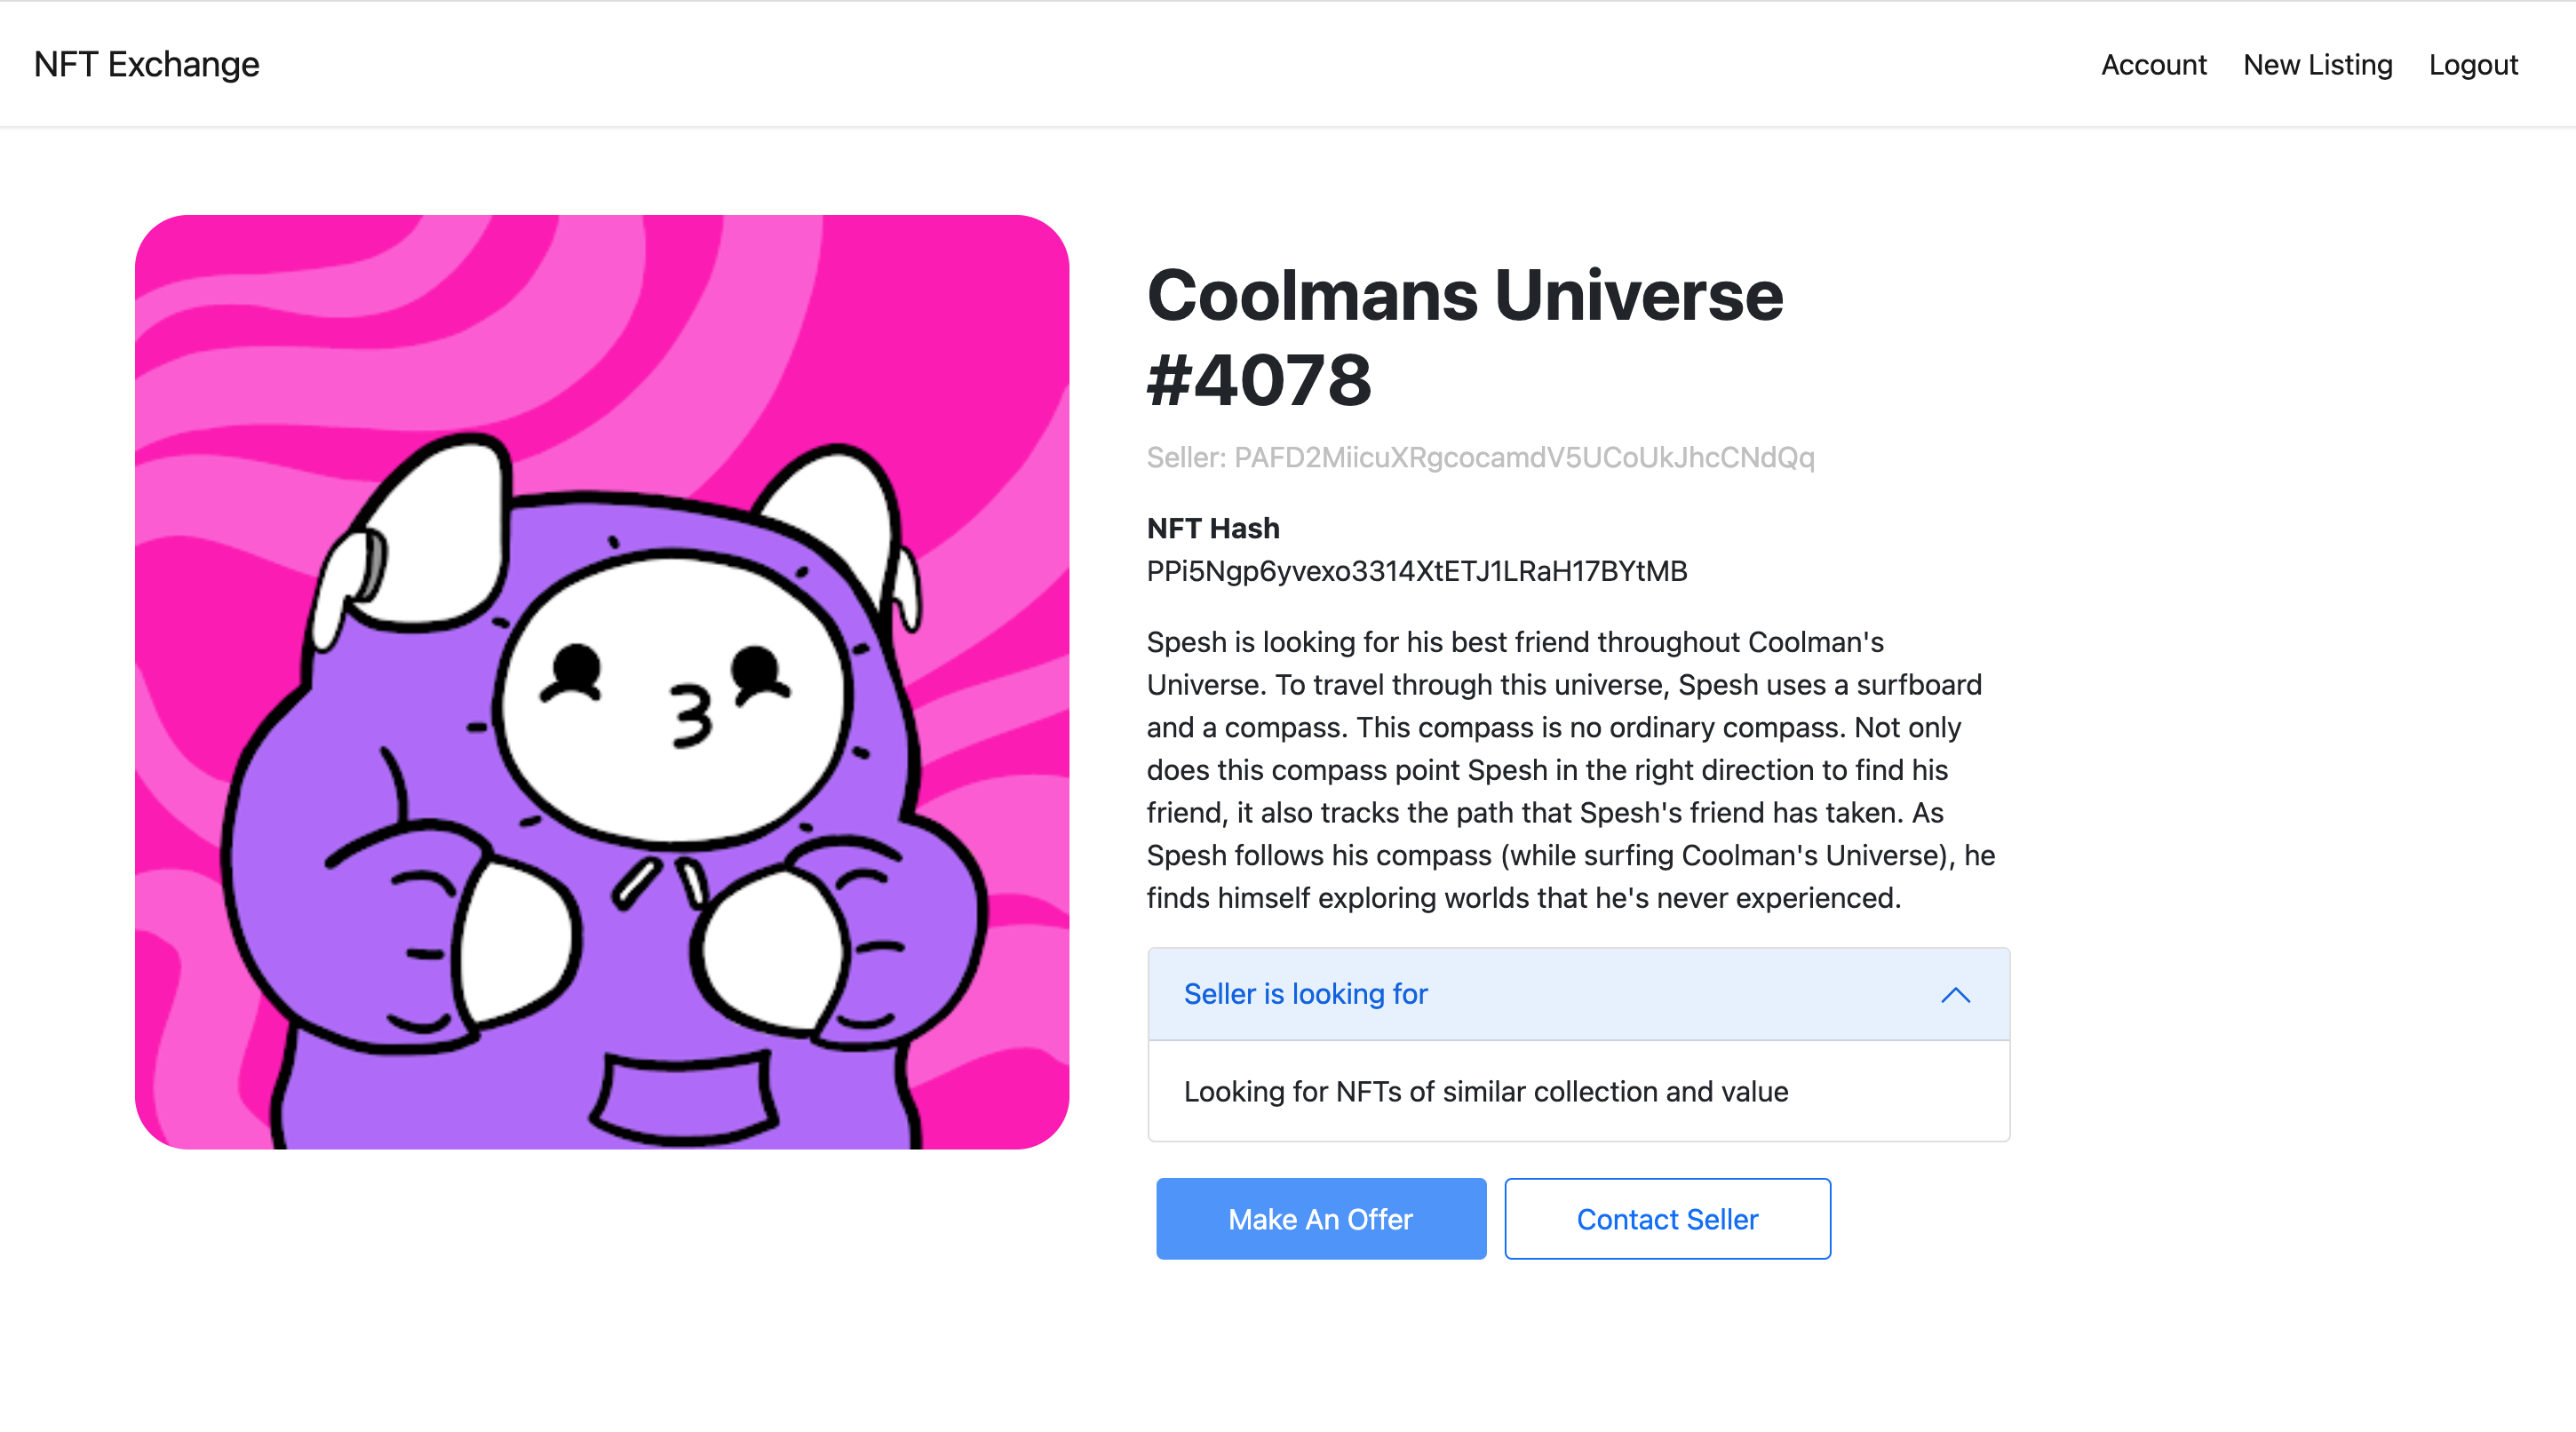 NFT Exchange
Account
New Listing
Logout
Coolmans Universe
#4078
Seller: PAFD2MiicuXRgcocamdV5UCoUkJhcCNdQq
NFT Hash
PPi5Ngp6yvexo3314XtETJ1LRaH17BYtMB
Spesh is looking for his best friend throughout Coolman's
Universe. To travel through this universe, Spesh uses a surfboard
and a compass. This compass is no ordinary compass. Not only
does this compass point Spesh in the right direction to find his
friend, it also tracks the path that Spesh's friend has taken. As
Spesh follows his compass (while surfing Coolman's Universe), he
finds himself exploring worlds that he's never experienced.
Seller is looking for
Looking for NFTs of similar collection and value
Make An Offer
Contact Seller